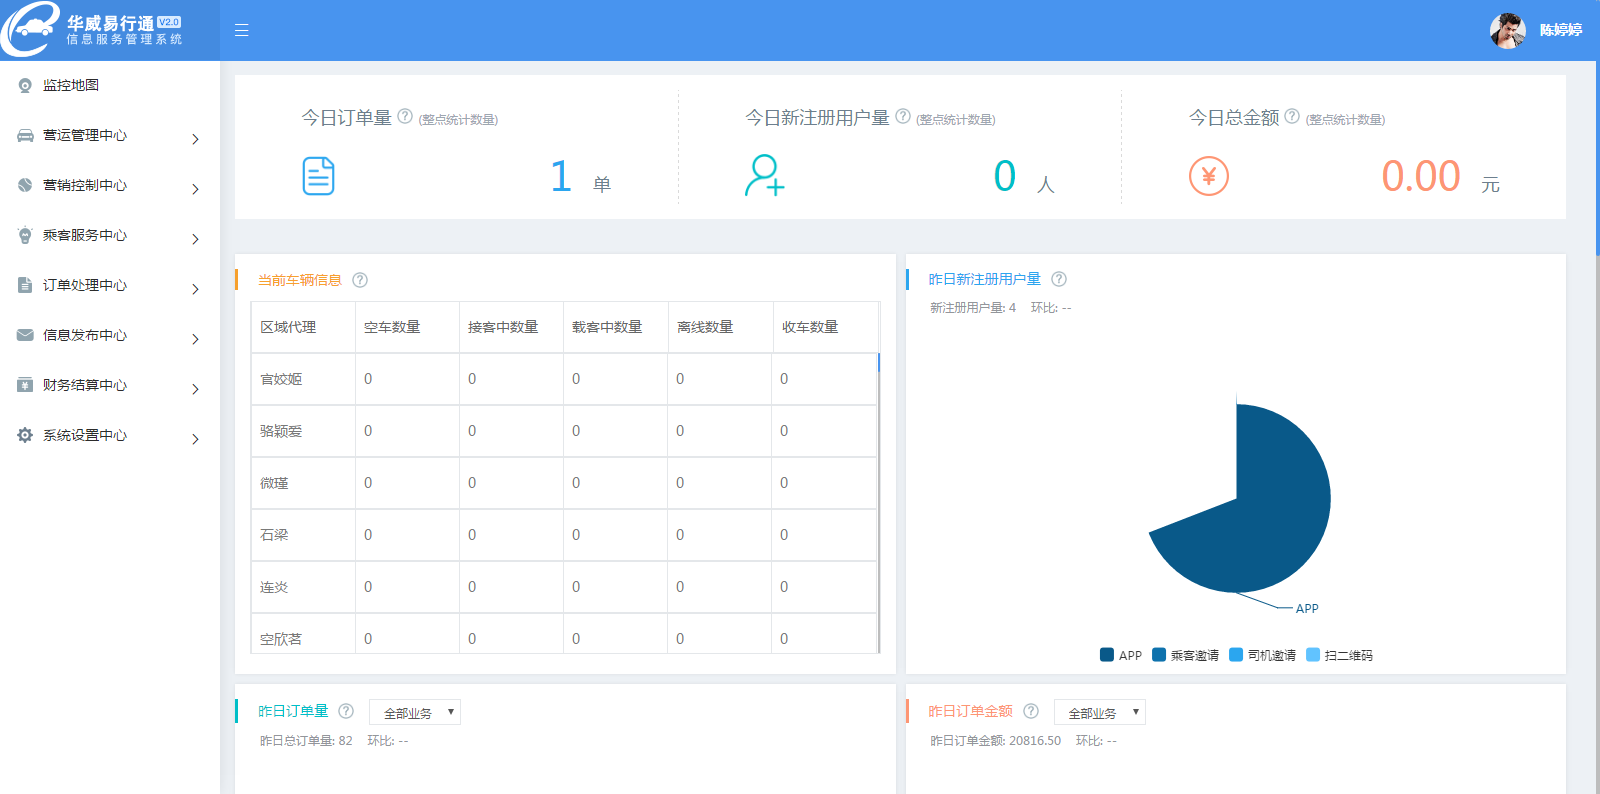 华威易行通 V2.0
信息服务管理系统
陈婷婷
监控地图
营运管理中心
营销控制中心
乘客服务中心
订单处理中心
信息发布中心
财务结算中心
系统设置中心
今日订单量 ? (整点统计数量)
1 单
今日新注册用户量 ? (整点统计数量)
0 人
今日总金额 ? (整点统计数量)
¥ 0.00 元
当前车辆信息 ?
区域代理 空车数量 接客中数量 载客中数量 离线数量 收车数量
官姣姬 0 0 0 0 0
骆颖爱 0 0 0 0 0
微瑾 0 0 0 0 0
石梁 0 0 0 0 0
连炎 0 0 0 0 0
空欣茗 0 0 0 0 0
昨日新注册用户量 ?
新注册用户量: 4 环比: --
APP
APP 乘客邀请 司机邀请 扫二维码
昨日订单量 ? 全部业务
昨日总订单量: 82 环比: --
昨日订单金额 ? 全部业务
昨日订单金额: 20816.50 环比: --